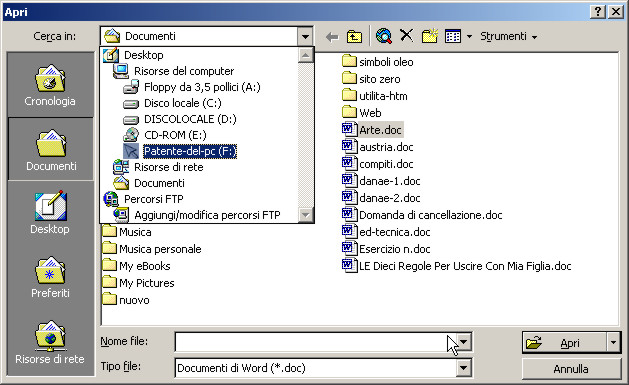 Apri
Cerca in:
Documenti
Strumenti
Cronologia
Documenti
Desktop
Preferiti
Risorse di rete
Desktop
Risorse del computer
Floppy da 3,5 pollici (A:)
Disco locale (C:)
DISCOLOCALE (D:)
CD-ROM (E:)
Patente-del-pc (F:)
Risorse di rete
Documenti
Percorsi FTP
Aggiungi/modifica percorsi FTP
Musica
Musica personale
My eBooks
My Pictures
nuovo
simboli oleo
sito zero
utilita-htm
Web
Arte.doc
austria.doc
compiti.doc
danae-1.doc
danae-2.doc
Domanda di cancellazione.doc
ed-tecnica.doc
Esercizio n.doc
LE Dieci Regole Per Uscire Con Mia Figlia.doc
Nome file:
Apri
Tipo file:
Documenti di Word (*.doc)
Annulla